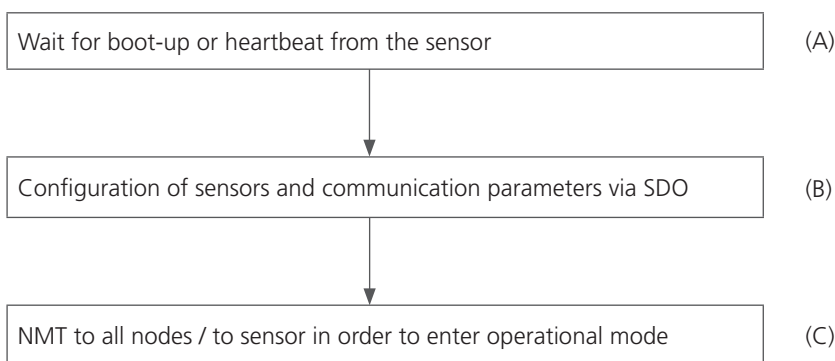 Wait for boot-up or heartbeat from the sensor (A)
Configuration of sensors and communication parameters via SDO (B)
NMT to all nodes / to sensor in order to enter operational mode (C)